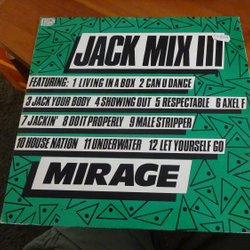 JACK MIX III
FEATURING: 1 LIVING IN A BOX 2 CAN U DANCE
3 JACK YOUR BODY 4 SHOWING OUT 5 RESPECTABLE 6 AXEL F
7 JACKIN' 8 DO IT PROPERLY 9 MALE STRIPPER
10 HOUSE NATION 11 UNDERWATER 12 LET YOURSELF GO
MIRAGE